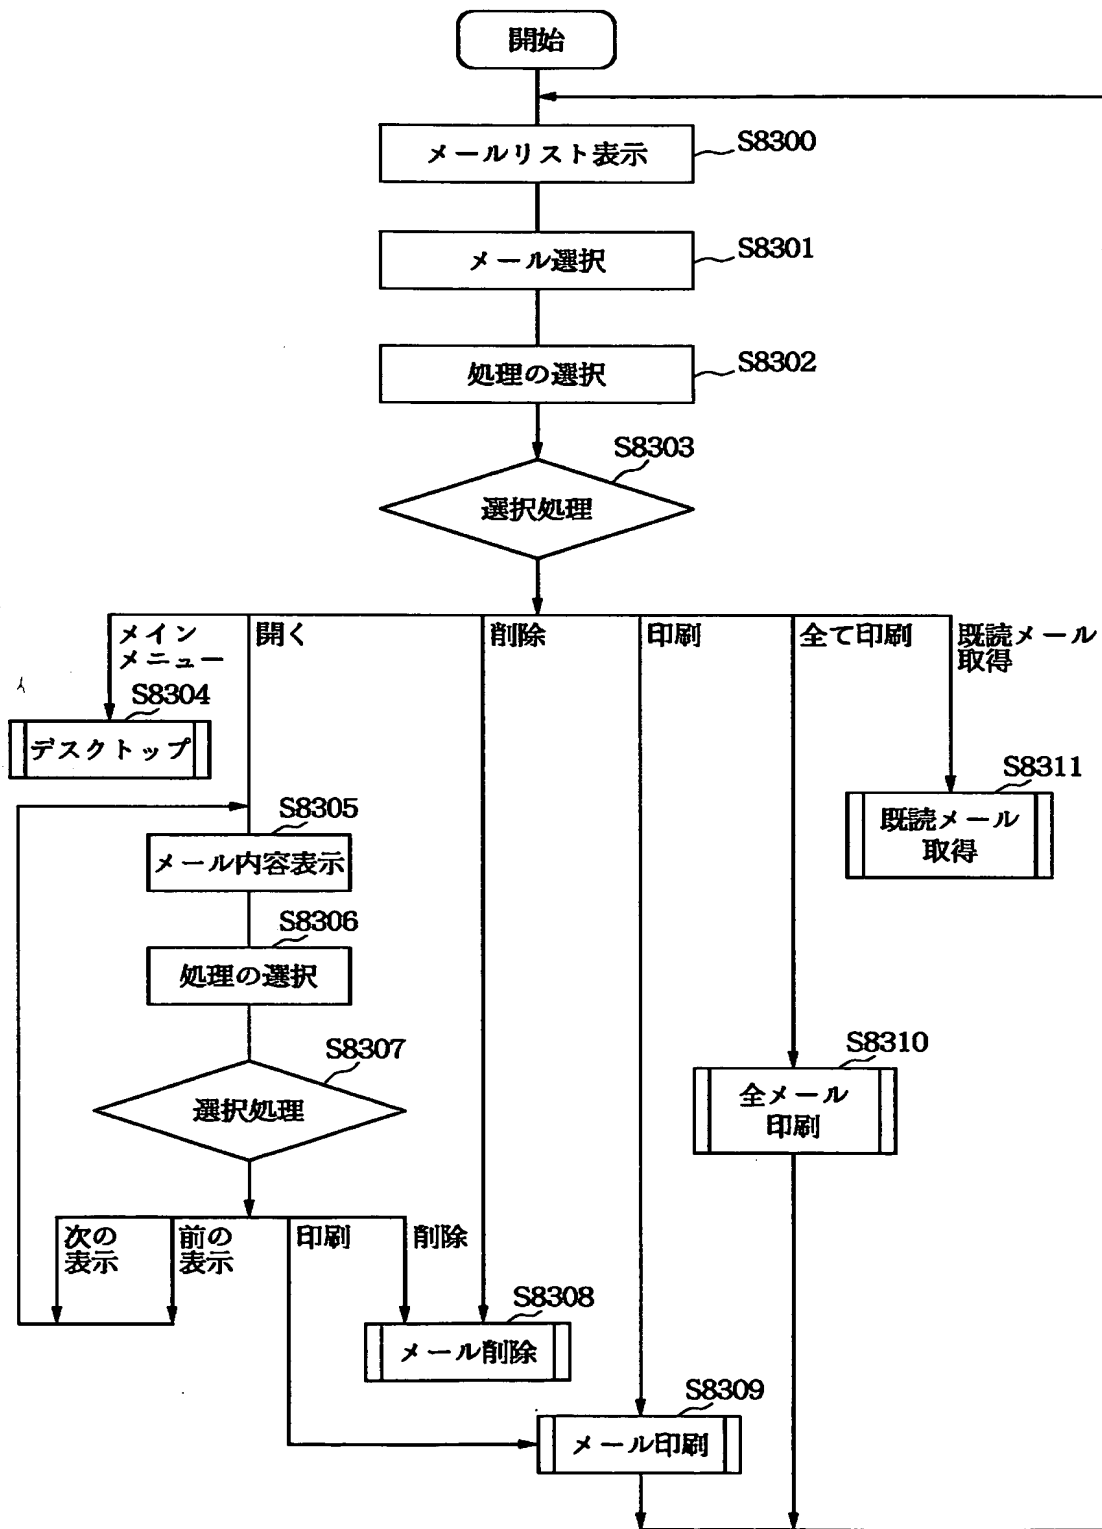 開始
メールリスト表示
S8300
メール選択
S8301
処理の選択
S8302
S8303
選択処理
メイン
メニュー
開く
削除
印刷
全て印刷
既読メール
取得
S8304
デスクトップ
S8311
既読メール
取得
S8305
メール内容表示
S8306
処理の選択
S8307
選択処理
S8310
全メール
印刷
次の
表示
前の
表示
印刷
削除
S8308
メール削除
S8309
メール印刷